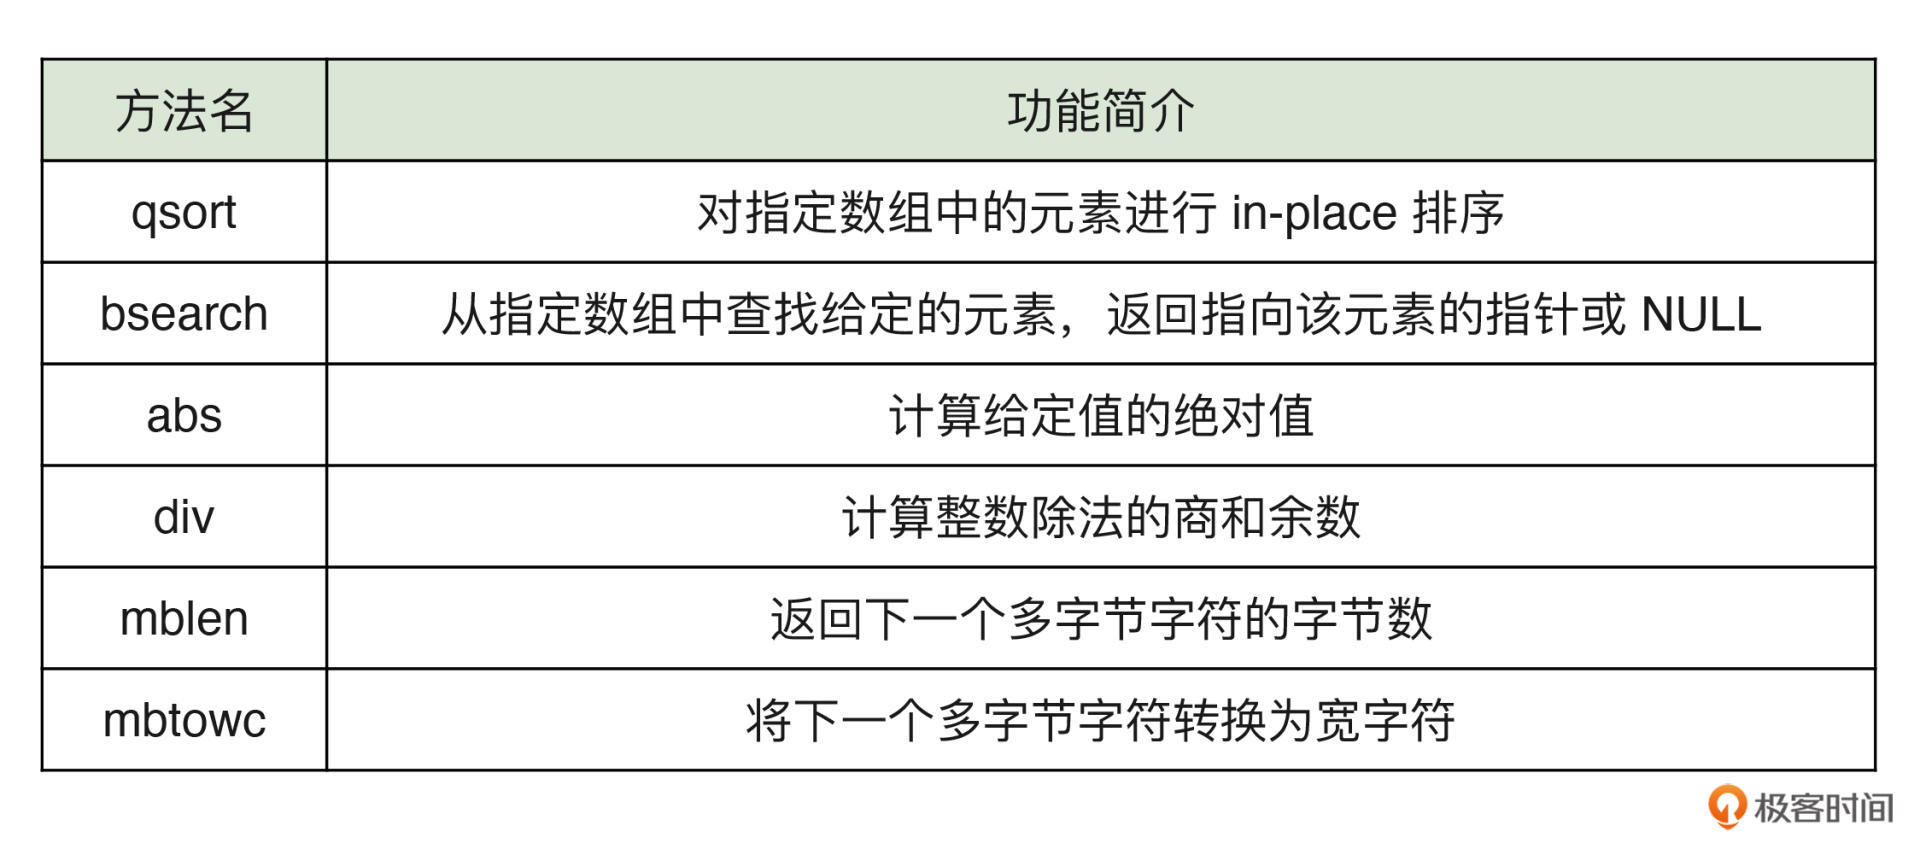 方法名 功能简介
qsort 对指定数组中的元素进行 in-place 排序
bsearch 从指定数组中查找给定的元素，返回指向该元素的指针或 NULL
abs 计算给定值的绝对值
div 计算整数除法的商和余数
mblen 返回下一个多字节字符的字节数
mbtowc 将下一个多字节字符转换为宽字符
极客时间